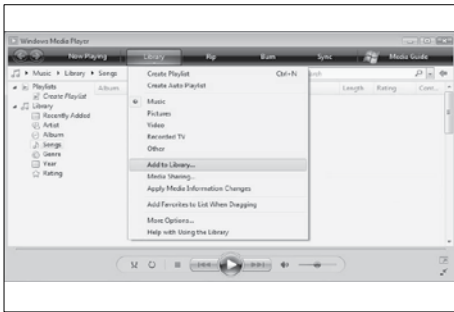 Windows Media Player
Now Playing Library Rip Burn Sync Media Guide
Music Library Songs
Create Playlist Ctrl+N
Create Auto Playlist
Music
Pictures
Video
Recorded TV
Other
Add to Library...
Media Sharing...
Apply Media Information Changes
Add Favorites to List When Dragging
More Options...
Help with Using the Library
Playlists
Create Playlist
Library
Recently Added
Artist
Album
Songs
Genre
Year
Rating
Album
Length Rating Cont...